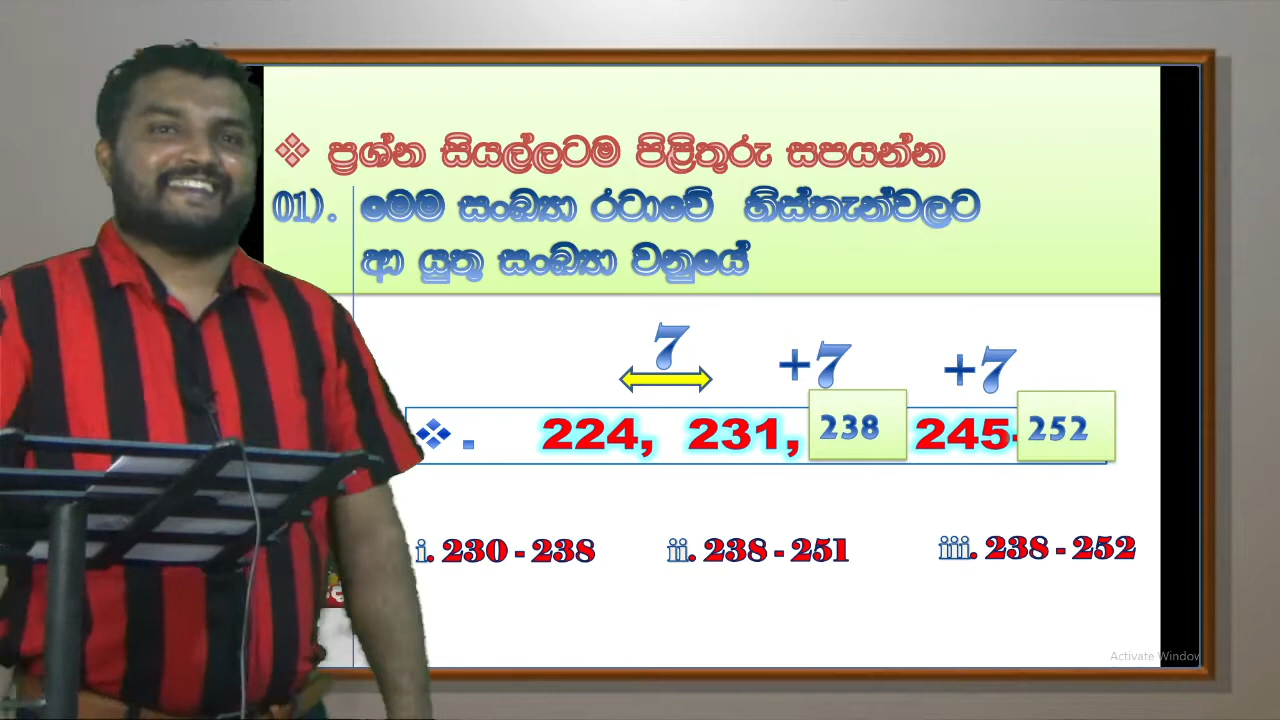 ❖ ප්‍රශ්න සියල්ලටම පිළිතුරු සපයන්න
01). මෙම සංඛ්‍යා රටාවේ හිස්තැන්වලට
ආ යුතු සංඛ්‍යා වනුයේ
7 +7 +7
❖. 224, 231, 238 245 252
i. 230 - 238 ii. 238 - 251 iii. 238 - 252
Activate Window